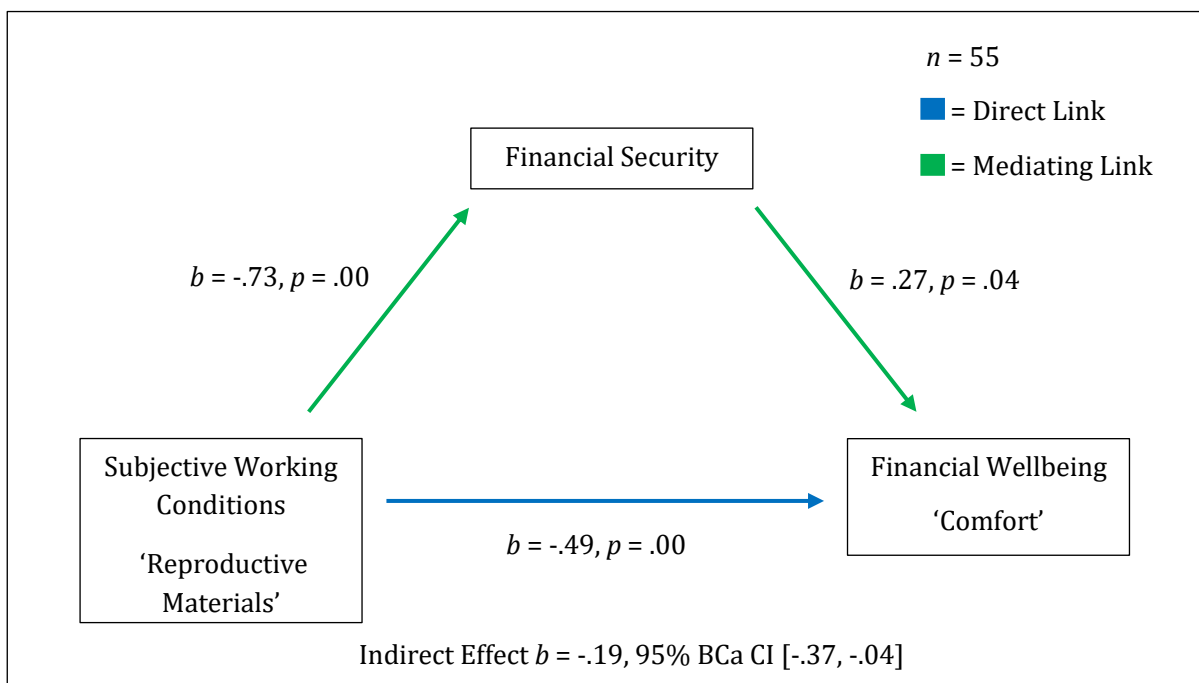 n = 55
= Direct Link
= Mediating Link
Financial Security
b = -.73, p = .00
b = .27, p = .04
Subjective Working
Conditions
‘Reproductive
Materials’
Financial Wellbeing
‘Comfort’
b = -.49, p = .00
Indirect Effect b = -.19, 95% BCa CI [-.37, -.04]